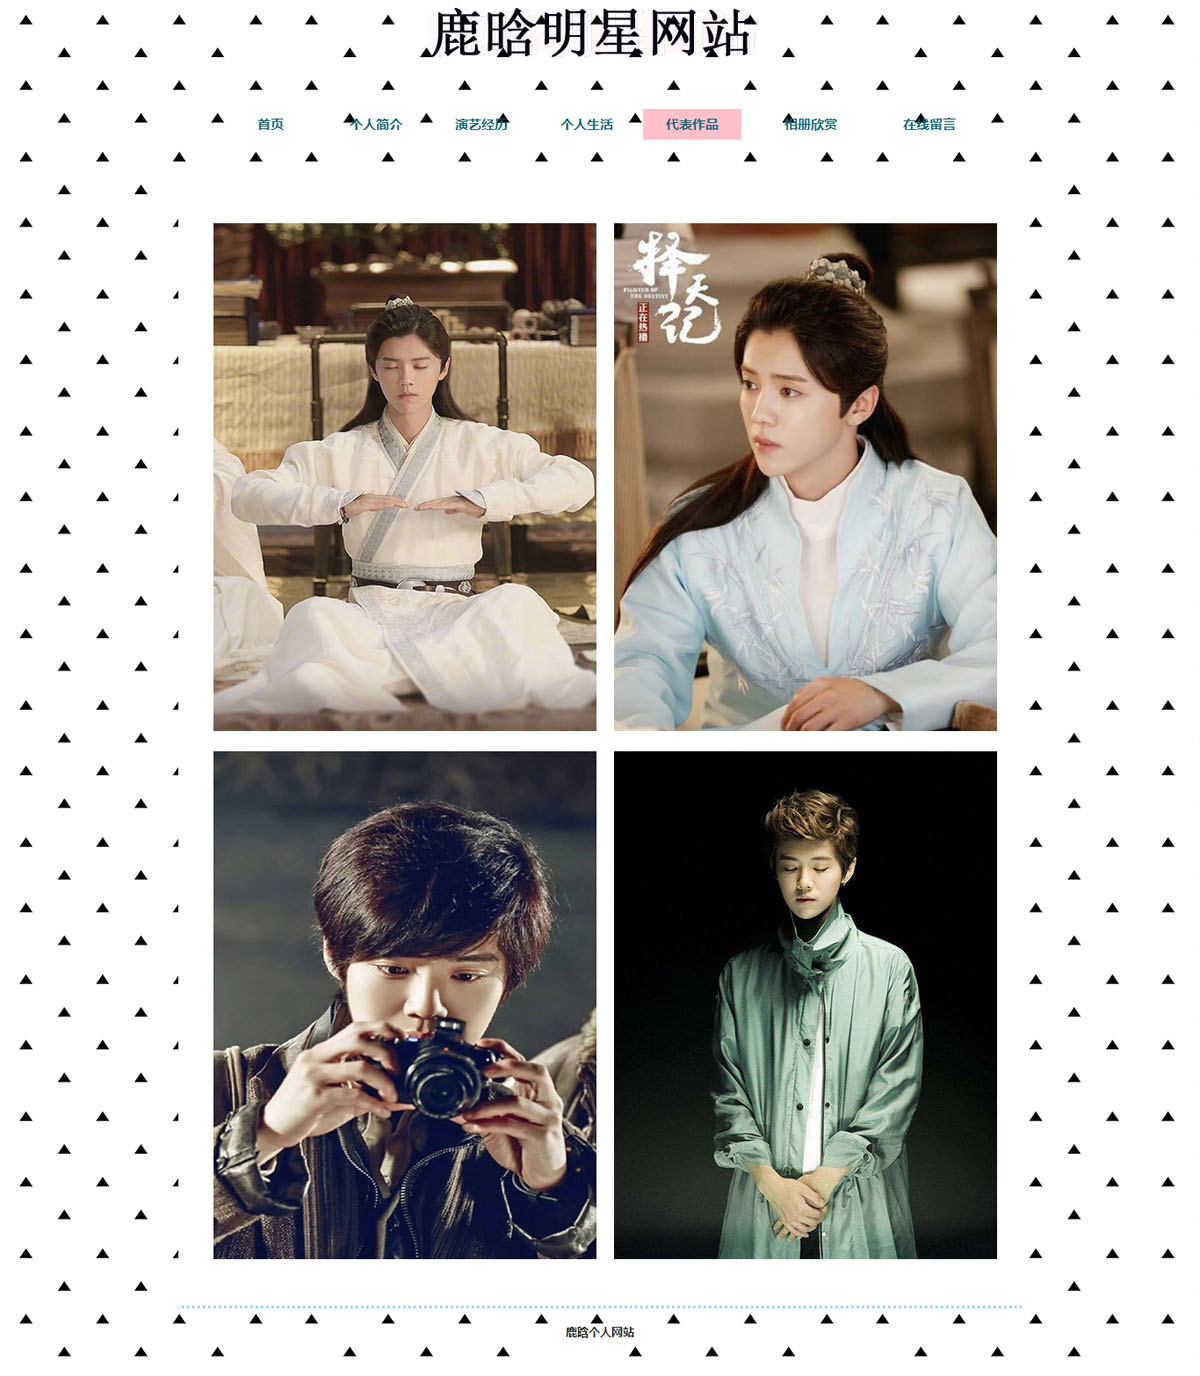 鹿晗明星网站
首页 个人简介 演艺经历 个人生活 代表作品 相册欣赏 在线留言
择天记
FIGHTER OF
THE DESTINY
正在热播
鹿晗个人网站